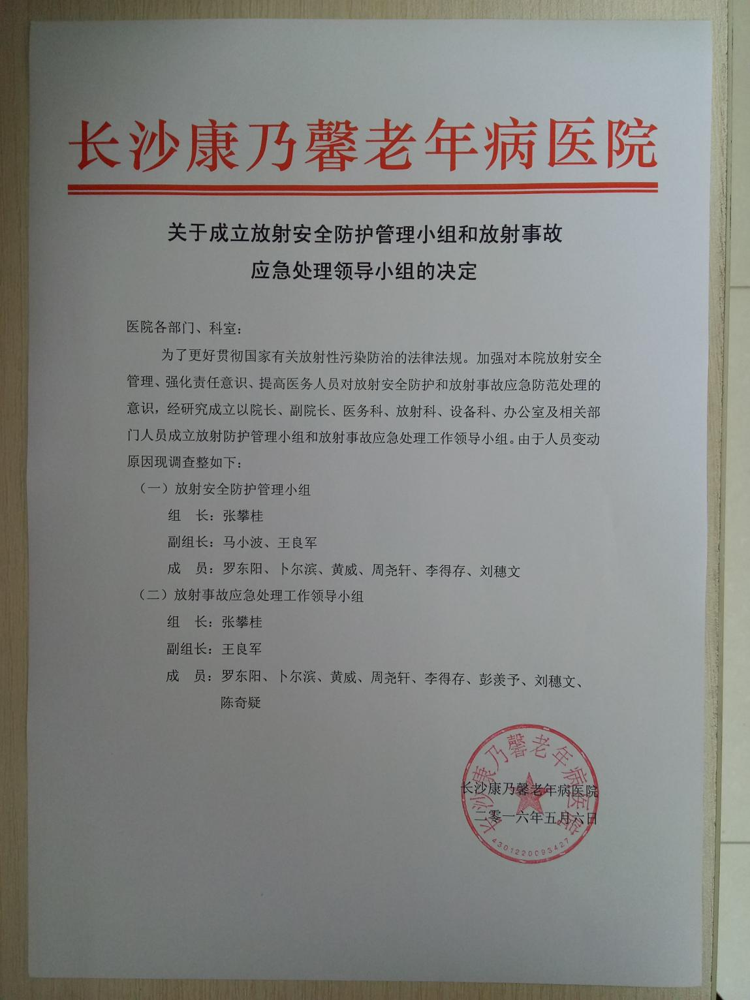 长沙康乃馨老年病医院
关于成立放射安全防护管理小组和放射事故
应急处理领导小组的决定
医院各部门、科室：
为了更好贯彻国家有关放射性污染防治的法律法规。加强对本院放射安全
管理、强化责任意识、提高医务人员对放射安全防护和放射事故应急防范处理的
意识，经研究成立以院长、副院长、医务科、放射科、设备科、办公室及相关部
门人员成立放射防护管理小组和放射事故应急处理工作领导小组。由于人员变动
原因现调查整如下：
（一）放射安全防护管理小组
组　长：张攀桂
副组长：马小波、王良军
成　员：罗东阳、卜尔滨、黄威、周尧轩、李得存、刘穗文
（二）放射事故应急处理工作领导小组
组　长：张攀桂
副组长：王良军
成　员：罗东阳、卜尔滨、黄威、周尧轩、李得存、彭羡予、刘穗文、
陈奇疑
长沙康乃馨老年病医院
长沙康乃馨老年病医院
二零一六年五月六日
4301220093427